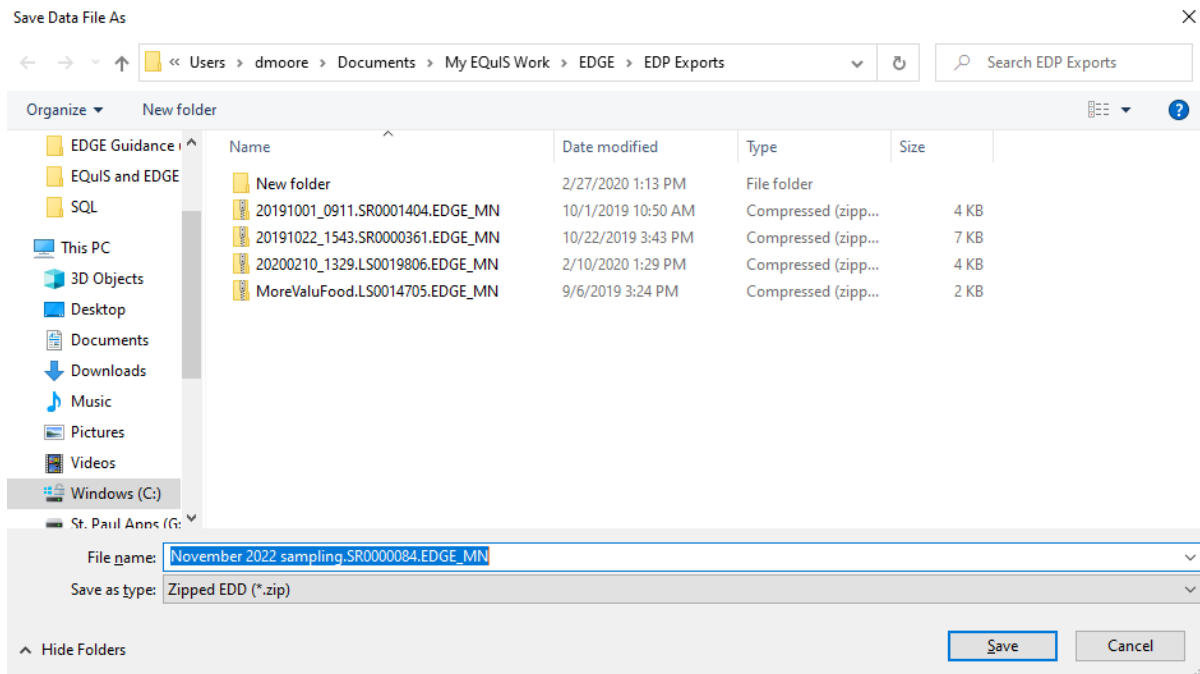 Save Data File As
« Users › dmoore › Documents › My EQuIS Work › EDGE › EDP Exports
Search EDP Exports
Organize New folder
?
EDGE Guidance
EQuIS and EDGE
SQL
This PC
3D Objects
Desktop
Documents
Downloads
Music
Pictures
Videos
Windows (C:)
St. Paul Apps (G:
Name Date modified Type Size
New folder 2/27/2020 1:13 PM File folder
20191001_0911.SR0001404.EDGE_MN 10/1/2019 10:50 AM Compressed (zipp... 4 KB
20191022_1543.SR0000361.EDGE_MN 10/22/2019 3:43 PM Compressed (zipp... 7 KB
20200210_1329.LS0019806.EDGE_MN 2/10/2020 1:29 PM Compressed (zipp... 4 KB
MoreValuFood.LS0014705.EDGE_MN 9/6/2019 3:24 PM Compressed (zipp... 2 KB
File name: November 2022 sampling.SR0000084.EDGE_MN
Save as type: Zipped EDD (*.zip)
Hide Folders
Save Cancel